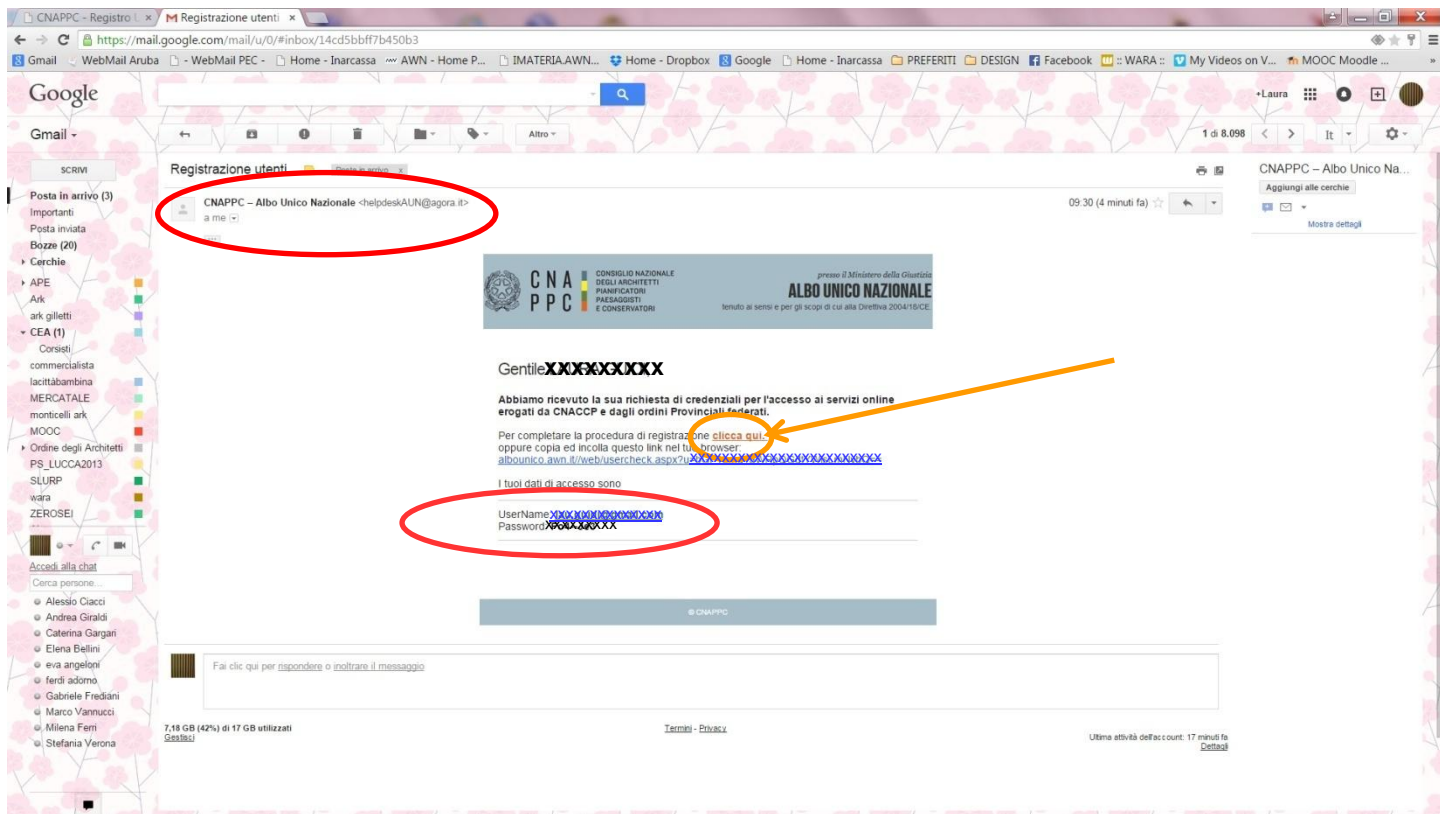 CNAPPC - Registro U
Registrazione utenti
https://mail.google.com/mail/u/0/#inbox/14cd5bbff7b450b3
Gmail WebMail Aruba - WebMail PEC - Home - Inarcassa AWN - Home P... IMATERIA.AWN... Home - Dropbox Google Home - Inarcassa PREFERITI DESIGN Facebook :: WARA :: My Videos on V... MOOC Moodle ... »
Google
+Laura
Gmail
Altro
1 di 8.098
It
SCRIVI
Registrazione utenti
Posta in arrivo x
CNAPPC – Albo Unico Na...
Aggiungi alle cerchie
Mostra dettagli
CNAPPC – Albo Unico Nazionale <helpdeskAUN@agora.it>
a me
09:30 (4 minuti fa)
Posta in arrivo (3)
Importanti
Posta inviata
Bozze (20)
Cerchie
APE
Ark
ark gilletti
CEA (1)
Corsisti
commercialista
lacittàbambina
MERCATALE
monticelli ark
MOOC
Ordine degli Architetti
PS_LUCCA2013
SLURP
wara
ZEROSEI
Accedi alla chat
Cerca persone...
Alessio Ciacci
Andrea Giraldi
Caterina Gargari
Elena Bellini
eva angeloni
ferdi adorno
Gabriele Frediani
Marco Vannucci
Milena Ferri
Stefania Verona
CNA
PPC
CONSIGLIO NAZIONALE
DEGLI ARCHITETTI
PIANIFICATORI
PAESAGGISTI
E CONSERVATORI
presso il Ministero della Giustizia
ALBO UNICO NAZIONALE
tenuto ai sensi e per gli scopi di cui alla Direttiva 2004/18/CE.
Gentile XXXXXXXXX
Abbiamo ricevuto la sua richiesta di credenziali per l'accesso ai servizi online
erogati da CNACCP e dagli ordini Provinciali federati.
Per completare la procedura di registrazione clicca qui.
oppure copia ed incolla questo link nel tuo browser:
albounico.awn.it//web/usercheck.aspx?u
I tuoi dati di accesso sono
UserName
Password
© CNAPPC
Fai clic qui per rispondere o inoltrare il messaggio
7,18 GB (42%) di 17 GB utilizzati
Gestisci
Termini - Privacy
Ultima attività dell'account: 17 minuti fa
Dettagli